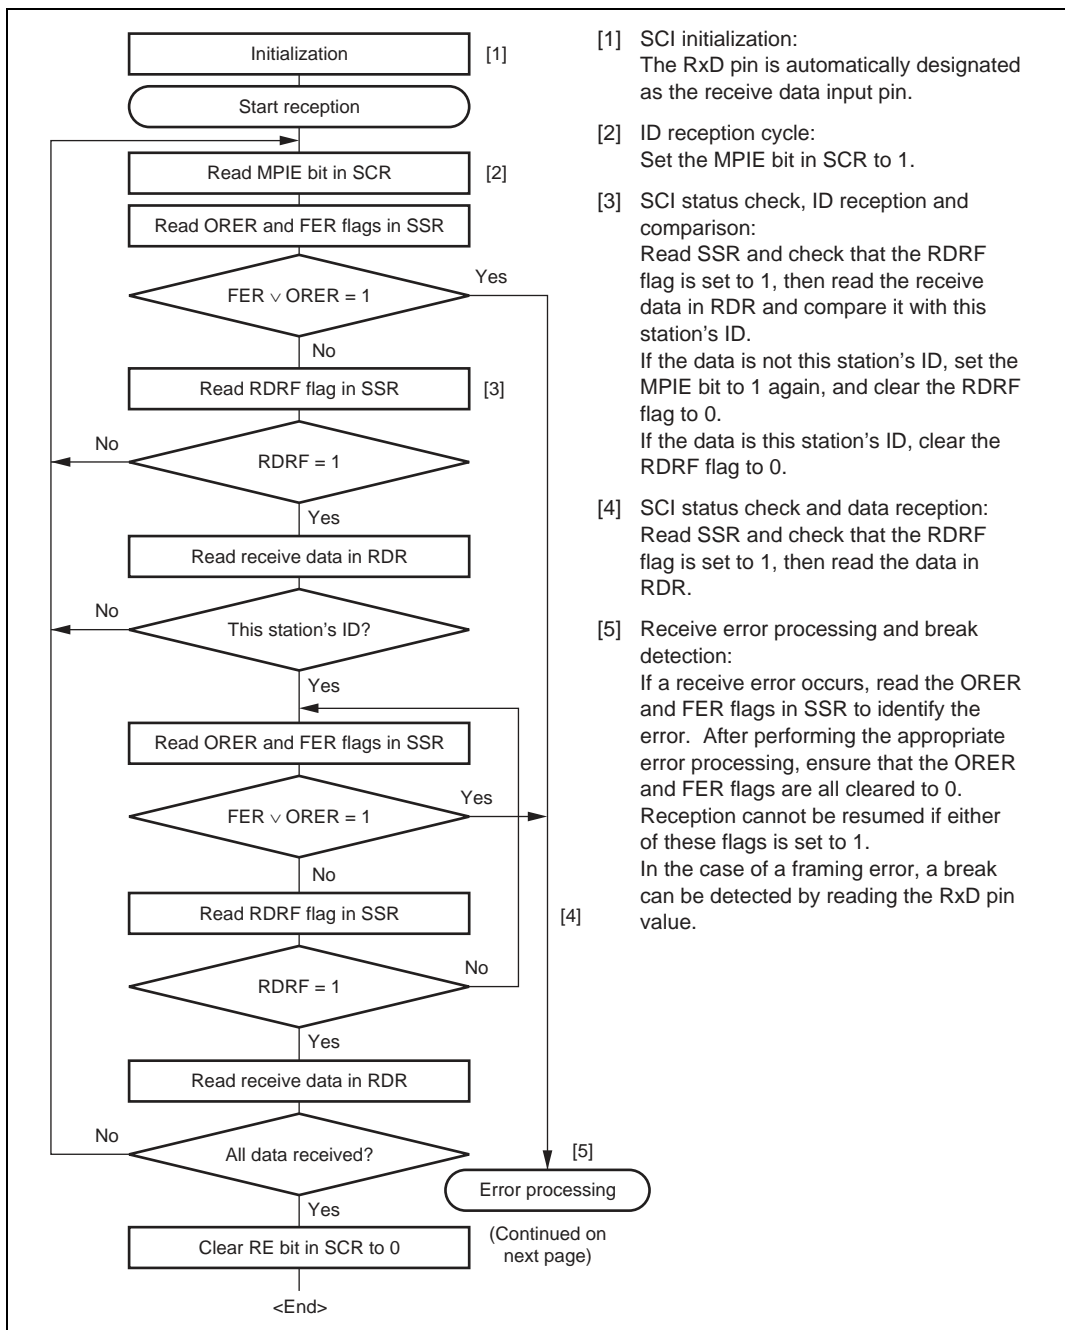 Initialization
[1]
Start reception
Read MPIE bit in SCR
[2]
Read ORER and FER flags in SSR
Yes
FER ∨ ORER = 1
No
Read RDRF flag in SSR
[3]
No
RDRF = 1
Yes
Read receive data in RDR
No
This station's ID?
Yes
Read ORER and FER flags in SSR
Yes
FER ∨ ORER = 1
No
Read RDRF flag in SSR
[4]
No
RDRF = 1
Yes
Read receive data in RDR
No
All data received?
[5]
Error processing
Yes
(Continued on
next page)
Clear RE bit in SCR to 0
<End>
[1] SCI initialization:
The RxD pin is automatically designated
as the receive data input pin.
[2] ID reception cycle:
Set the MPIE bit in SCR to 1.
[3] SCI status check, ID reception and
comparison:
Read SSR and check that the RDRF
flag is set to 1, then read the receive
data in RDR and compare it with this
station's ID.
If the data is not this station's ID, set the
MPIE bit to 1 again, and clear the RDRF
flag to 0.
If the data is this station's ID, clear the
RDRF flag to 0.
[4] SCI status check and data reception:
Read SSR and check that the RDRF
flag is set to 1, then read the data in
RDR.
[5] Receive error processing and break
detection:
If a receive error occurs, read the ORER
and FER flags in SSR to identify the
error. After performing the appropriate
error processing, ensure that the ORER
and FER flags are all cleared to 0.
Reception cannot be resumed if either
of these flags is set to 1.
In the case of a framing error, a break
can be detected by reading the RxD pin
value.